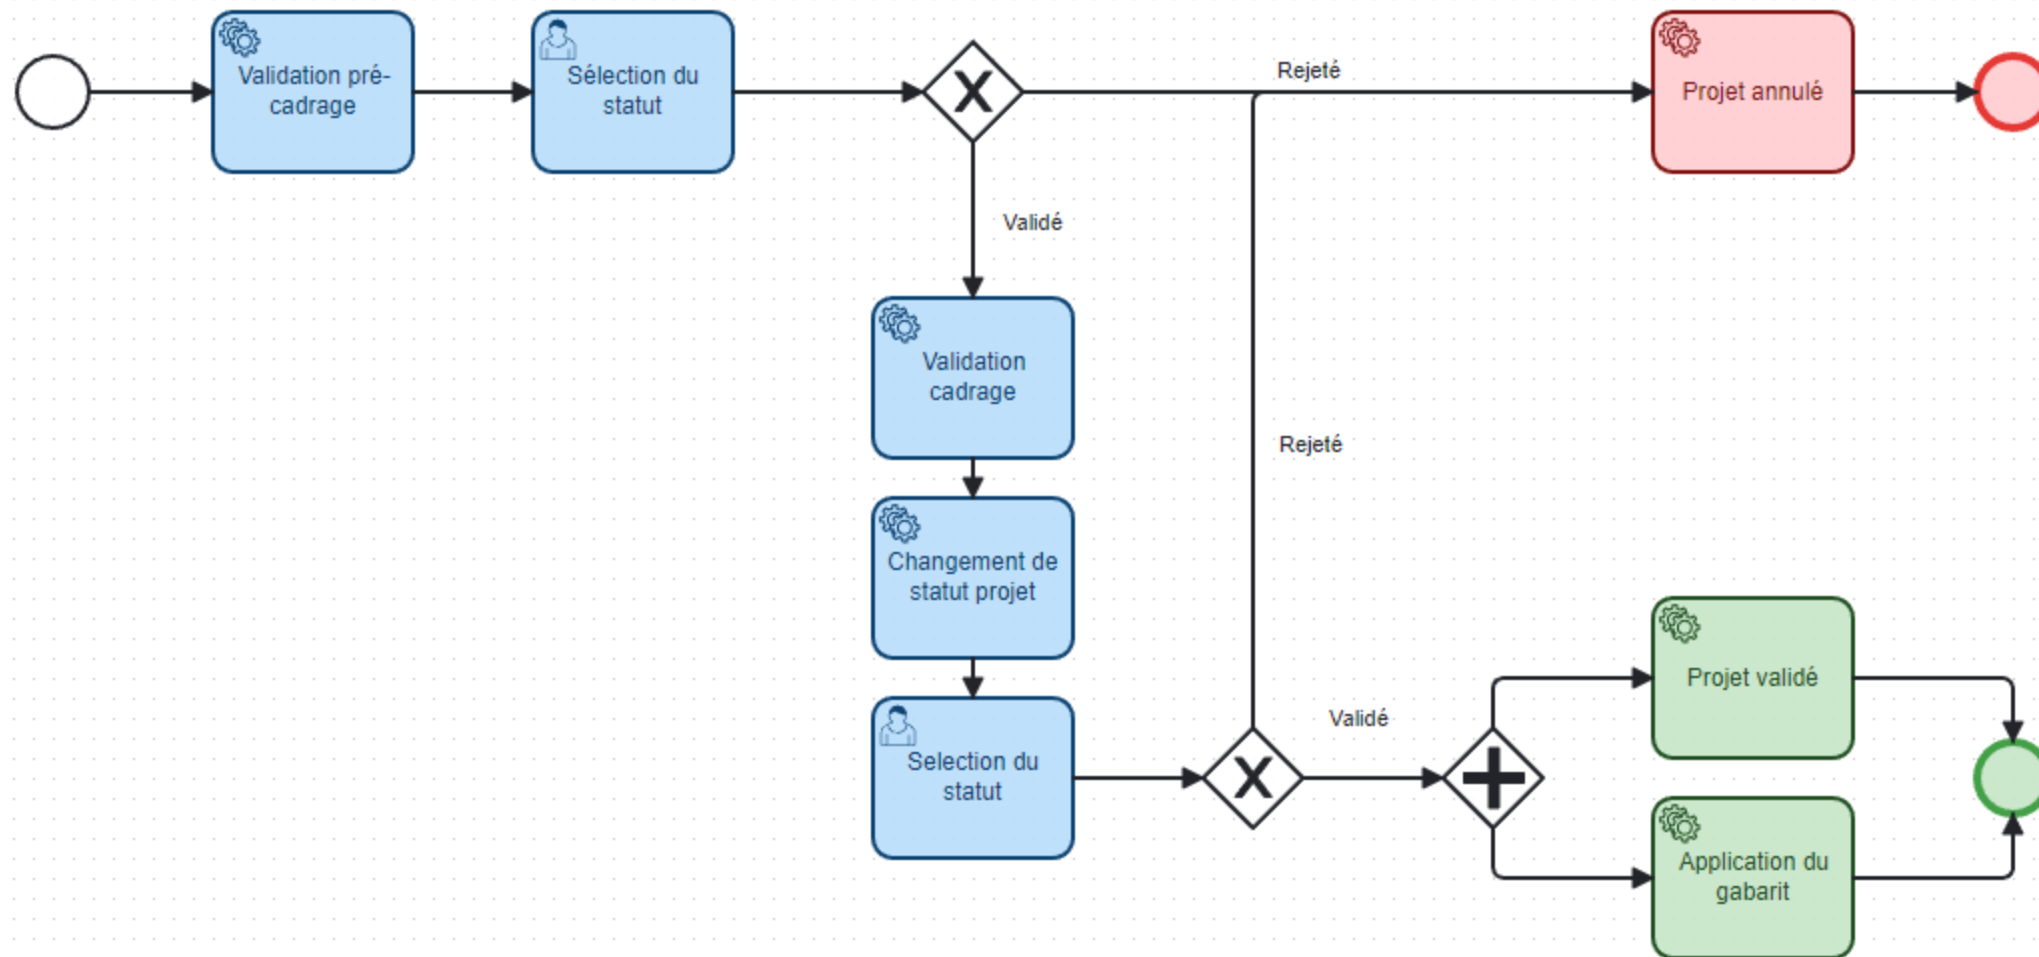 Validation pré-
cadrage
Sélection du
statut
Rejeté
Projet annulé
Validé
Validation
cadrage
Rejeté
Changement de
statut projet
Selection du
statut
Validé
Projet validé
Application du
gabarit